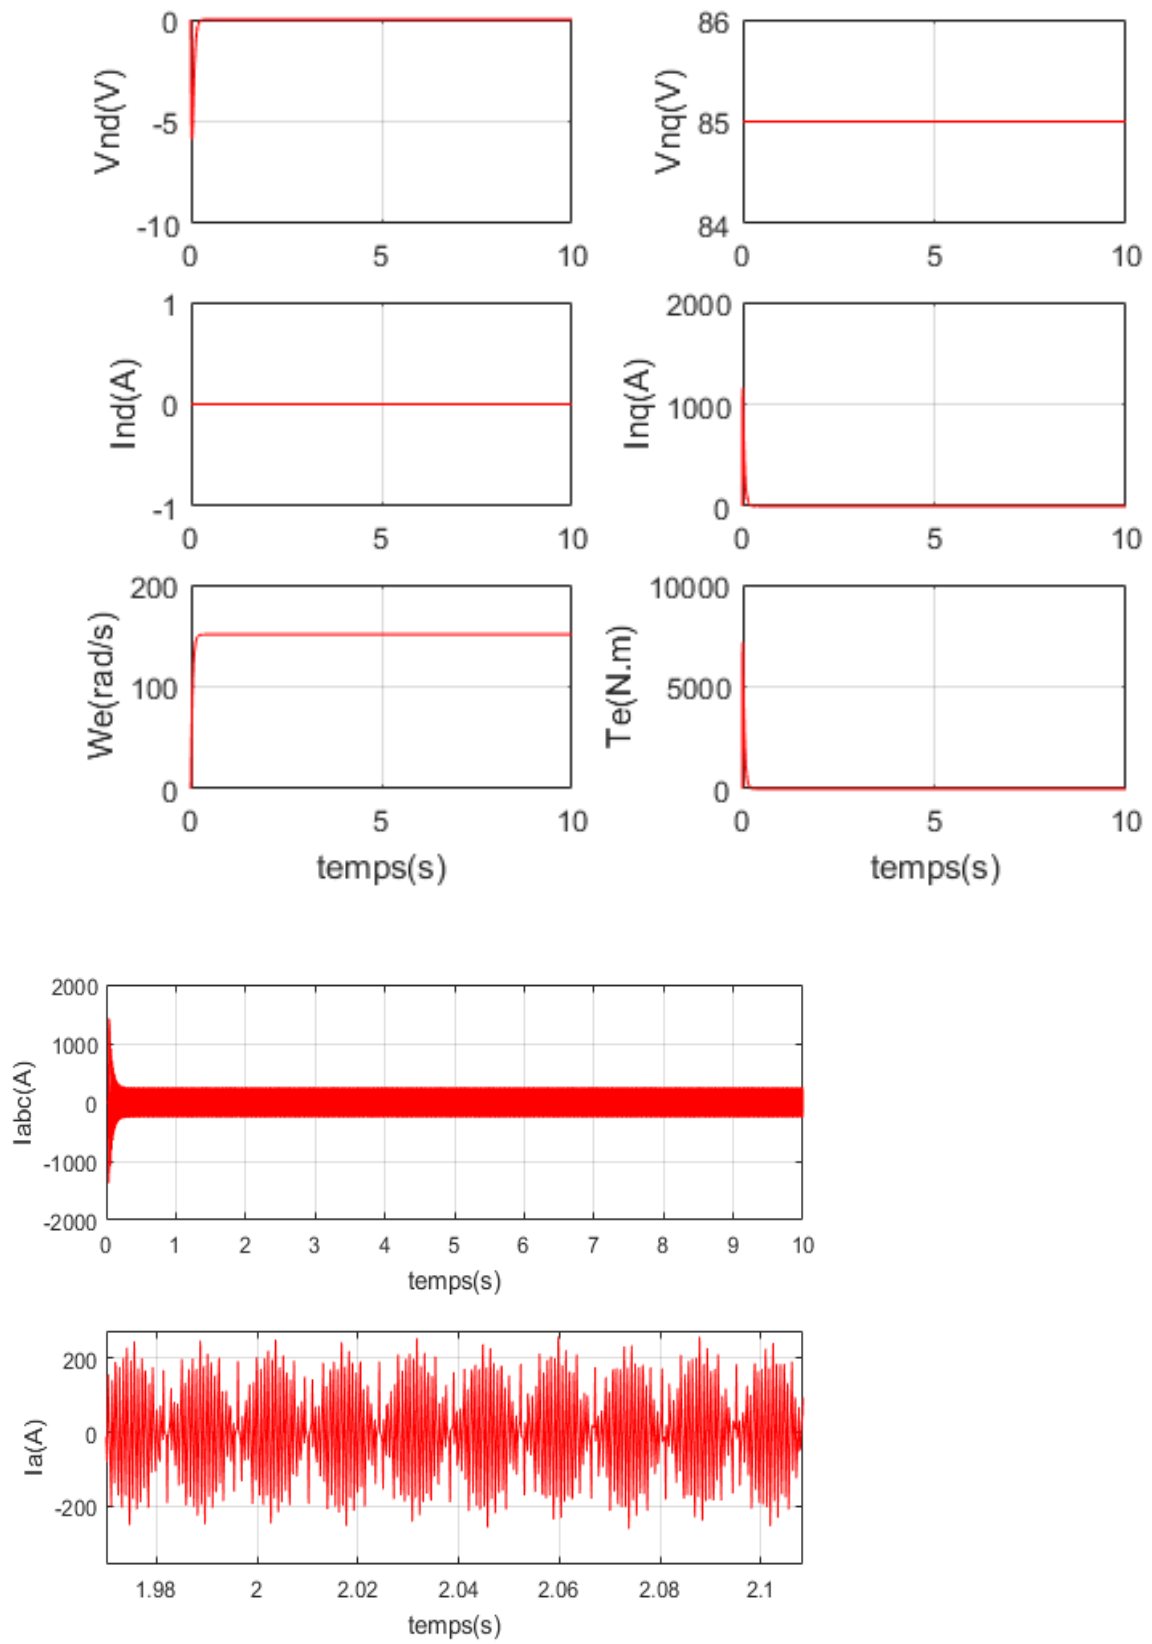 Vnd(V)
0
-5
-10
0 5 10
Vnq(V)
86
85
84
0 5 10
Ind(A)
1
0
-1
0 5 10
Inq(A)
2000
1000
0
0 5 10
We(rad/s)
200
100
0
0 5 10
temps(s)
Te(N.m)
10000
5000
0
0 5 10
temps(s)
Iabc(A)
2000
1000
0
-1000
-2000
0 1 2 3 4 5 6 7 8 9 10
temps(s)
Ia(A)
200
0
-200
1.98 2 2.02 2.04 2.06 2.08 2.1
temps(s)